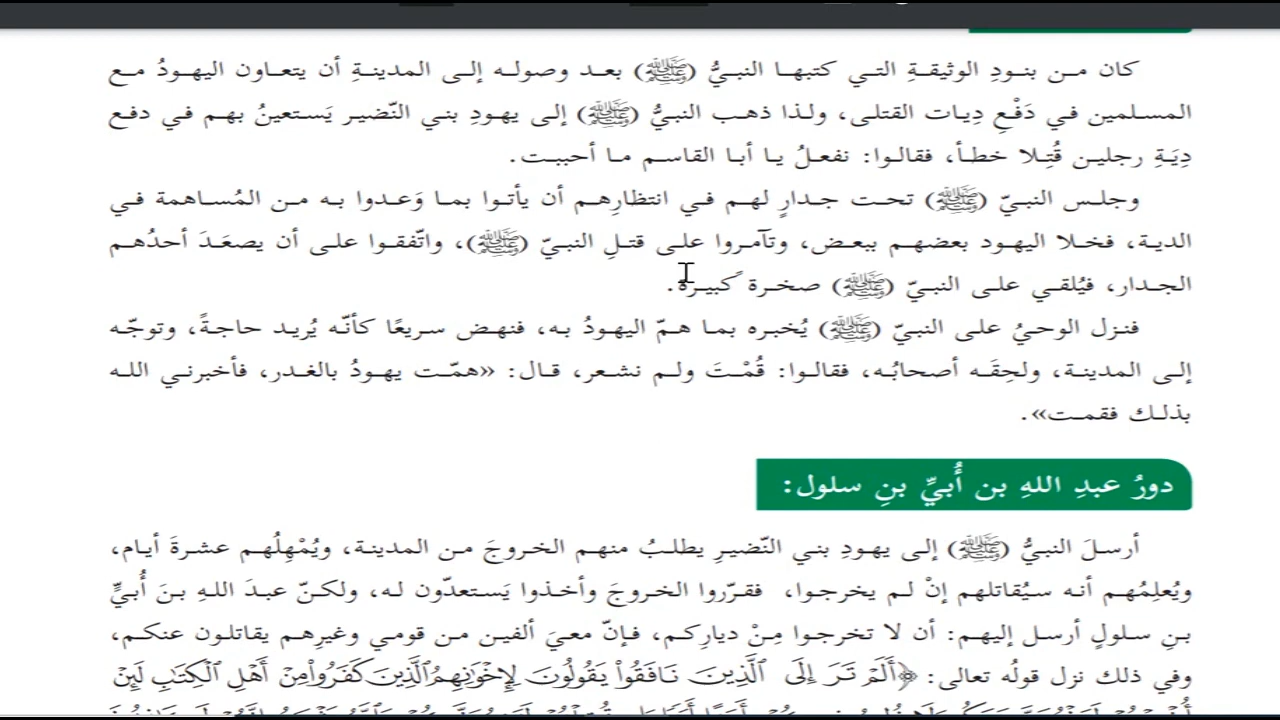 كان من بنودِ الوثيقةِ التي كتبها النبيُّ (ﷺ) بعد وصوله إلى المدينةِ أن يتعاون اليهودُ مع
المسلمين في دَفْعِ دِيات القتلى، ولذا ذهب النبيُّ (ﷺ) إلى يهودِ بني النّضير يَستعينُ بهم في دفع
دِيَةِ رجلين قُتِلا خطأ، فقالوا: نفعلُ يا أبا القاسم ما أحببت.
وجلس النبيّ (ﷺ) تحت جدارٍ لهم في انتظارِهم أن يأتوا بما وَعدوا به من المُساهمة في
الدية، فخلا اليهود بعضهم ببعض، وتآمروا على قتلِ النبيّ (ﷺ)، واتّفقوا على أن يصعَدَ أحدُهم
الجدار، فيُلقي على النبيّ (ﷺ) صخرة كبيرةً.
فنزل الوحيُ على النبيّ (ﷺ) يُخبره بما همّ اليهودُ به، فنهض سريعًا كأنّه يُريد حاجةً، وتوجّه
إلى المدينة، ولحِقَه أصحابُه، فقالوا: قُمْتَ ولم نشعر، قال: «همّت يهودُ بالغدر، فأخبرني الله
بذلك فقمت».
دورُ عبدِ اللهِ بن أُبيِّ بنِ سلول:
أرسلَ النبيُّ (ﷺ) إلى يهودِ بني النّضيرِ يطلبُ منهم الخروجَ من المدينة، ويُمْهِلُهم عشرةَ أيام،
ويُعلِمُهم أنه سيُقاتلهم إنْ لم يخرجوا، فقرّروا الخروجَ وأخذوا يَستعدّون له، ولكنّ عبدَ اللهِ بنَ أُبيٍّ
بنِ سلولٍ أرسل إليهم: أن لا تخرجوا مِنْ ديارِكم، فإنّ معيَ ألفين من قومي وغيرِهم يقاتلون عنكم،
وفي ذلك نزل قولُه تعالى: ﴿أَلَمْ تَرَ إِلَى ٱلَّذِينَ نَافَقُوا۟ يَقُولُونَ لِإِخْوَٰنِهِمُ ٱلَّذِينَ كَفَرُوا۟ مِنْ أَهْلِ ٱلْكِتَٰبِ لَئِنْ